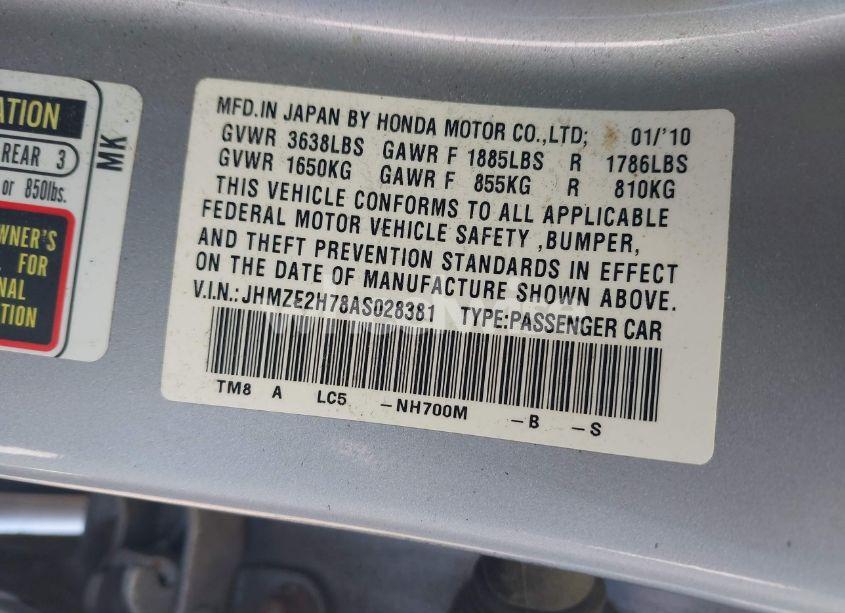 ATION
REAR 3
or 850lbs.
WNER'S
FOR
NAL
TION
MK
MFD.IN JAPAN BY HONDA MOTOR CO.,LTD; 01/'10
GVWR 3638LBS GAWR F 1885LBS R 1786LBS
GVWR 1650KG GAWR F 855KG R 810KG
THIS VEHICLE CONFORMS TO ALL APPLICABLE
FEDERAL MOTOR VEHICLE SAFETY ,BUMPER,
AND THEFT PREVENTION STANDARDS IN EFFECT
ON THE DATE OF MANUFACTURE SHOWN ABOVE.
V.I.N.:JHMZE2H78AS028381 TYPE:PASSENGER CAR
TM8 A LC5 -NH700M -B -S